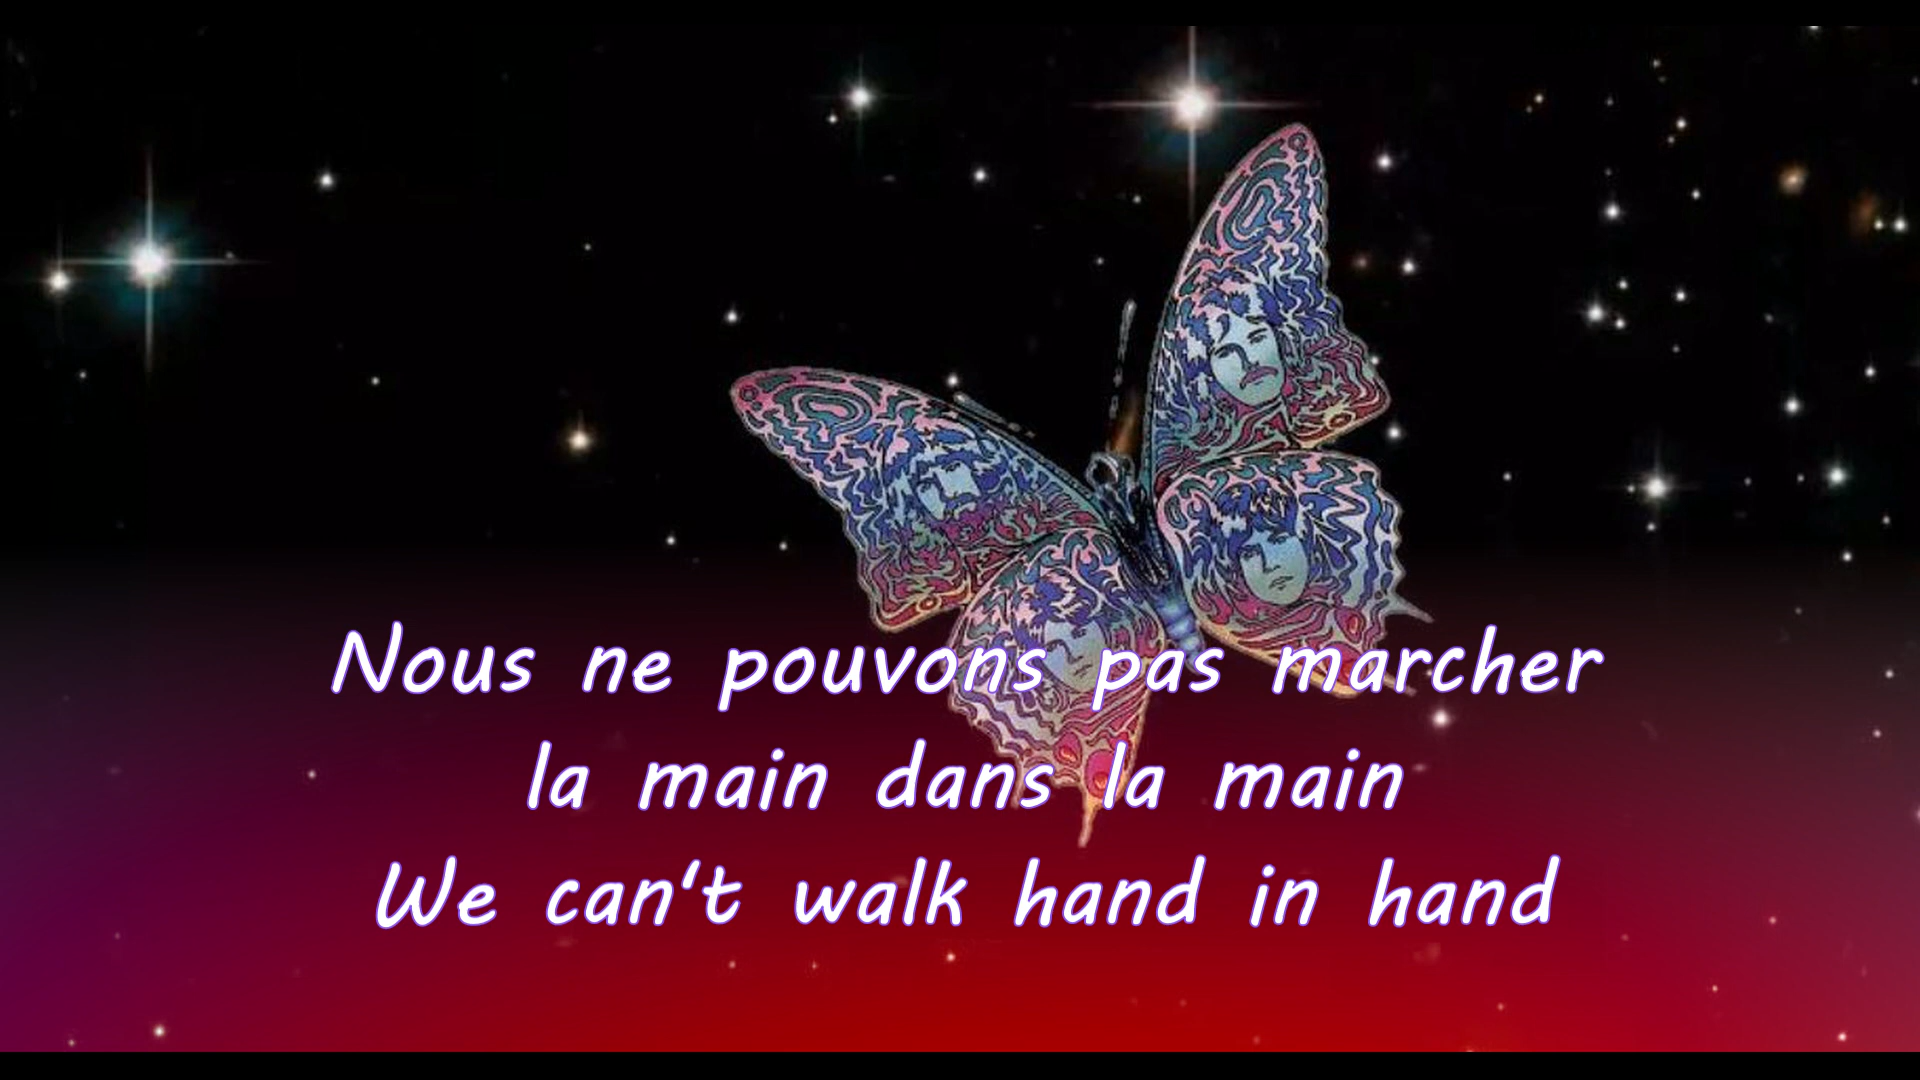 Nous ne pouvons pas marcher
la main dans la main
We can't walk hand in hand